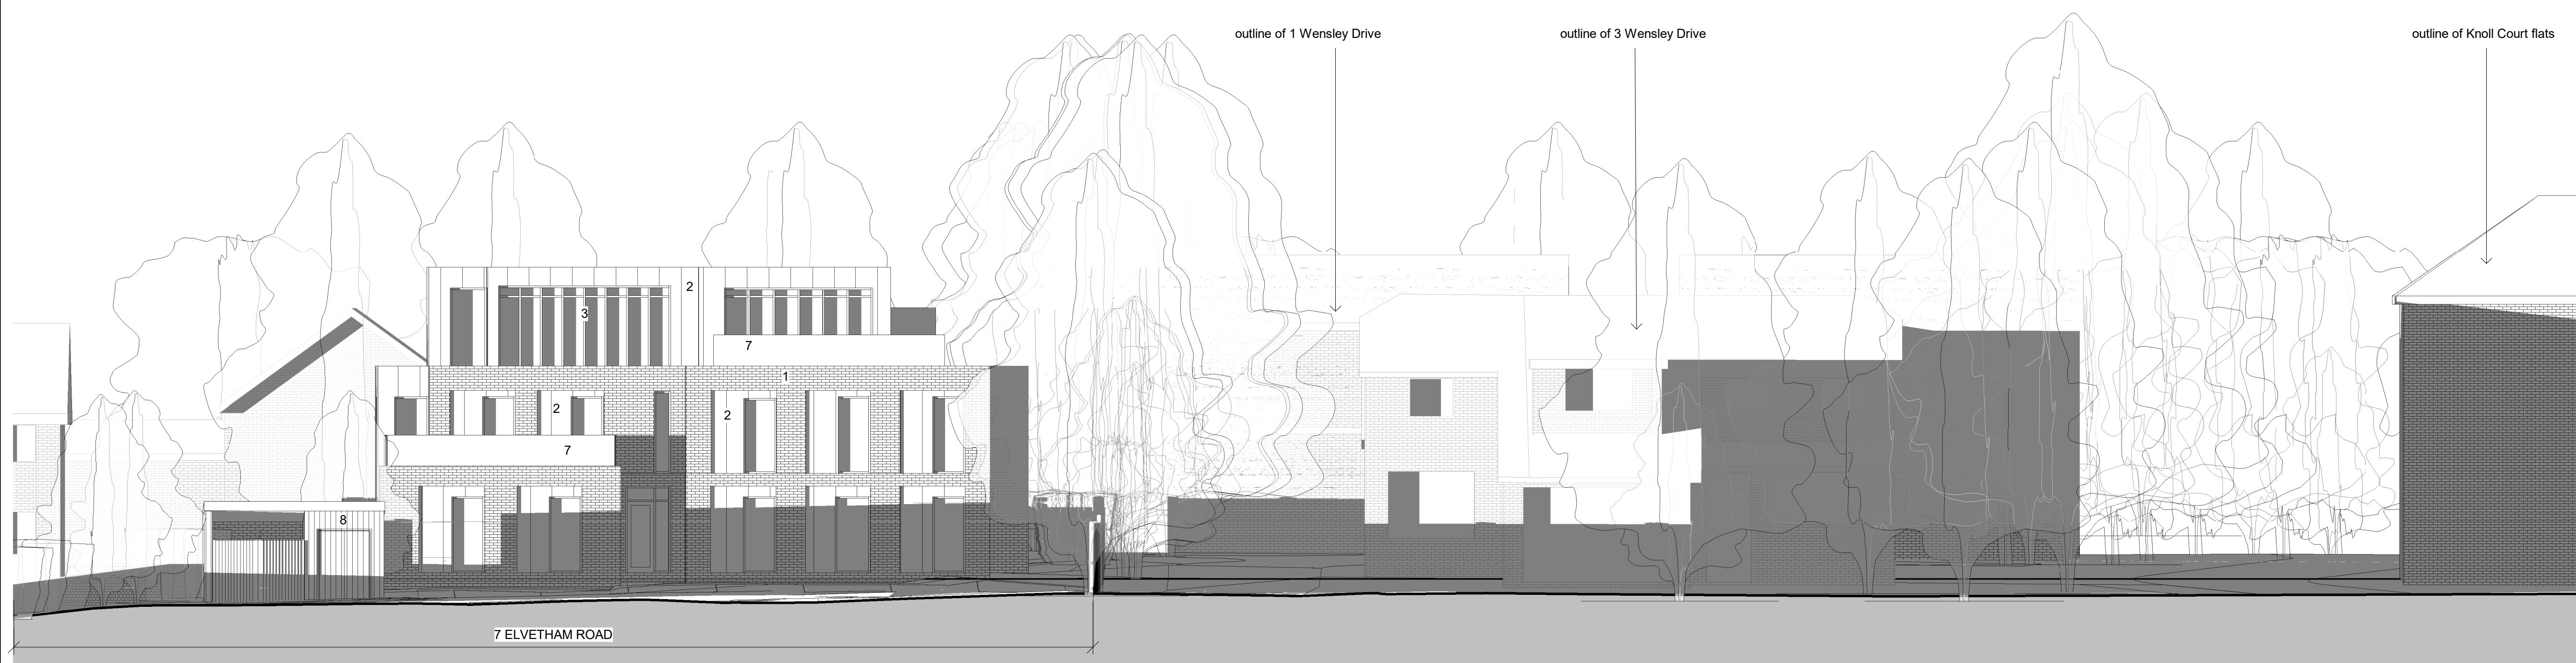 outline of 1 Wensley Drive
outline of 3 Wensley Drive
outline of Knoll Court flats
2
3
7
1
2
2
7
8
7 ELVETHAM ROAD